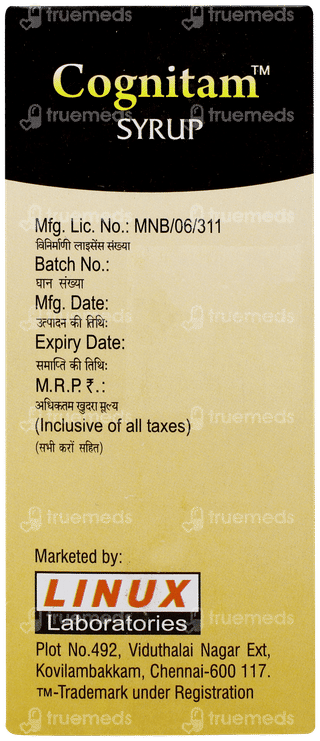 Cognitam™
SYRUP
Mfg. Lic. No.: MNB/06/311
विनिर्माणी लाइसेंस संख्या
Batch No.:
घान संख्या
Mfg. Date:
उत्पादन की तिथि:
Expiry Date:
समाप्ति की तिथि:
M.R.P. ₹.:
अधिकतम खुदरा मूल्य
(Inclusive of all taxes)
(सभी करों सहित)
Marketed by:
LINUX
Laboratories
Plot No.492, Viduthalai Nagar Ext,
Kovilambakkam, Chennai-600 117.
™-Trademark under Registration
truemeds